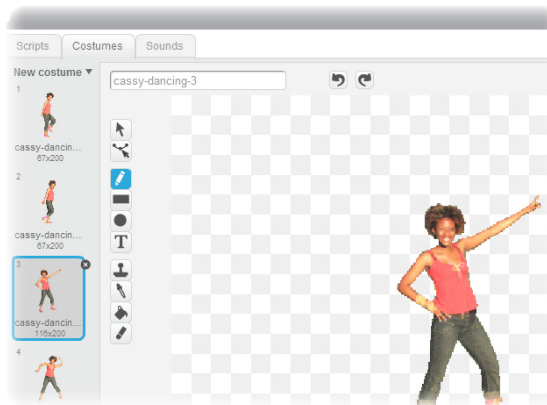 Scripts Costumes Sounds
New costume
cassy-dancing-3
1
cassy-dancin...
67x200
2
cassy-dancin...
67x200
3
cassy-dancin...
116x200
4
T